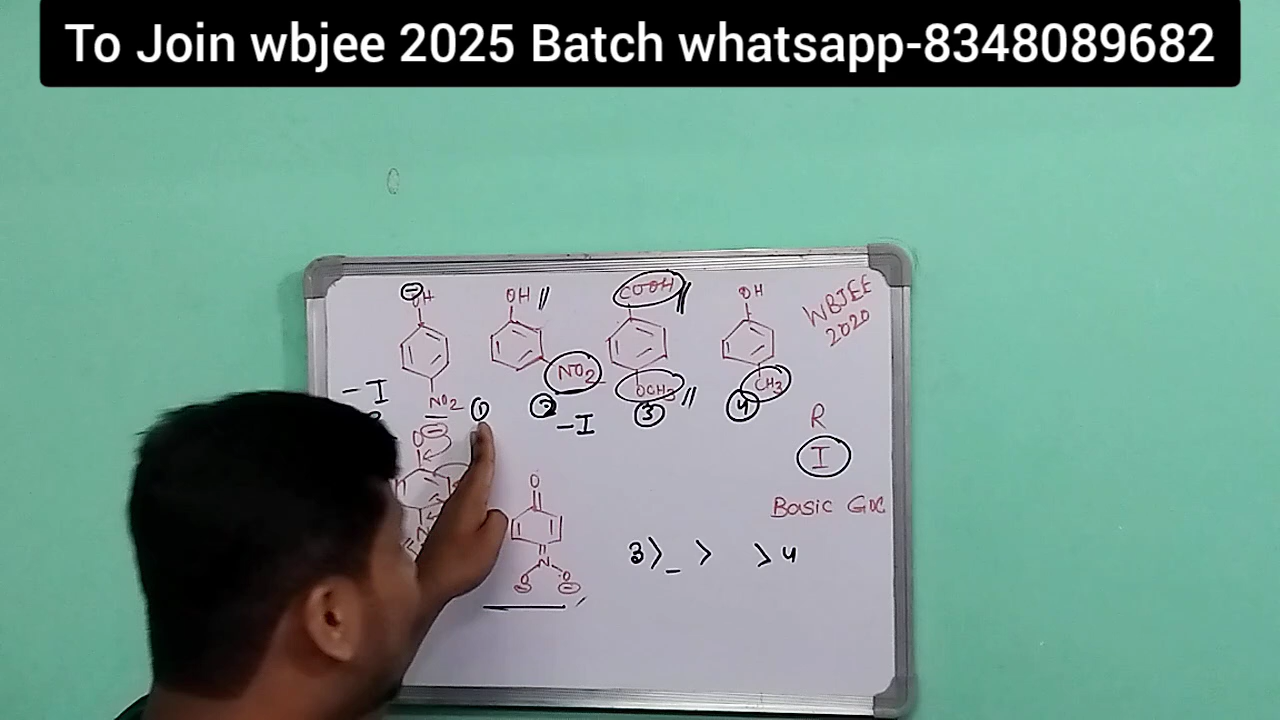 To Join wbjee 2025 Batch whatsapp-8348089682
OH OH COOH OH
WBJEE
2020
NO2 CH3
OCH3
-I NO2 1 2 -I 3 4
R
O
I
O
Basic GOC
3 > _ > > 4
N
O O